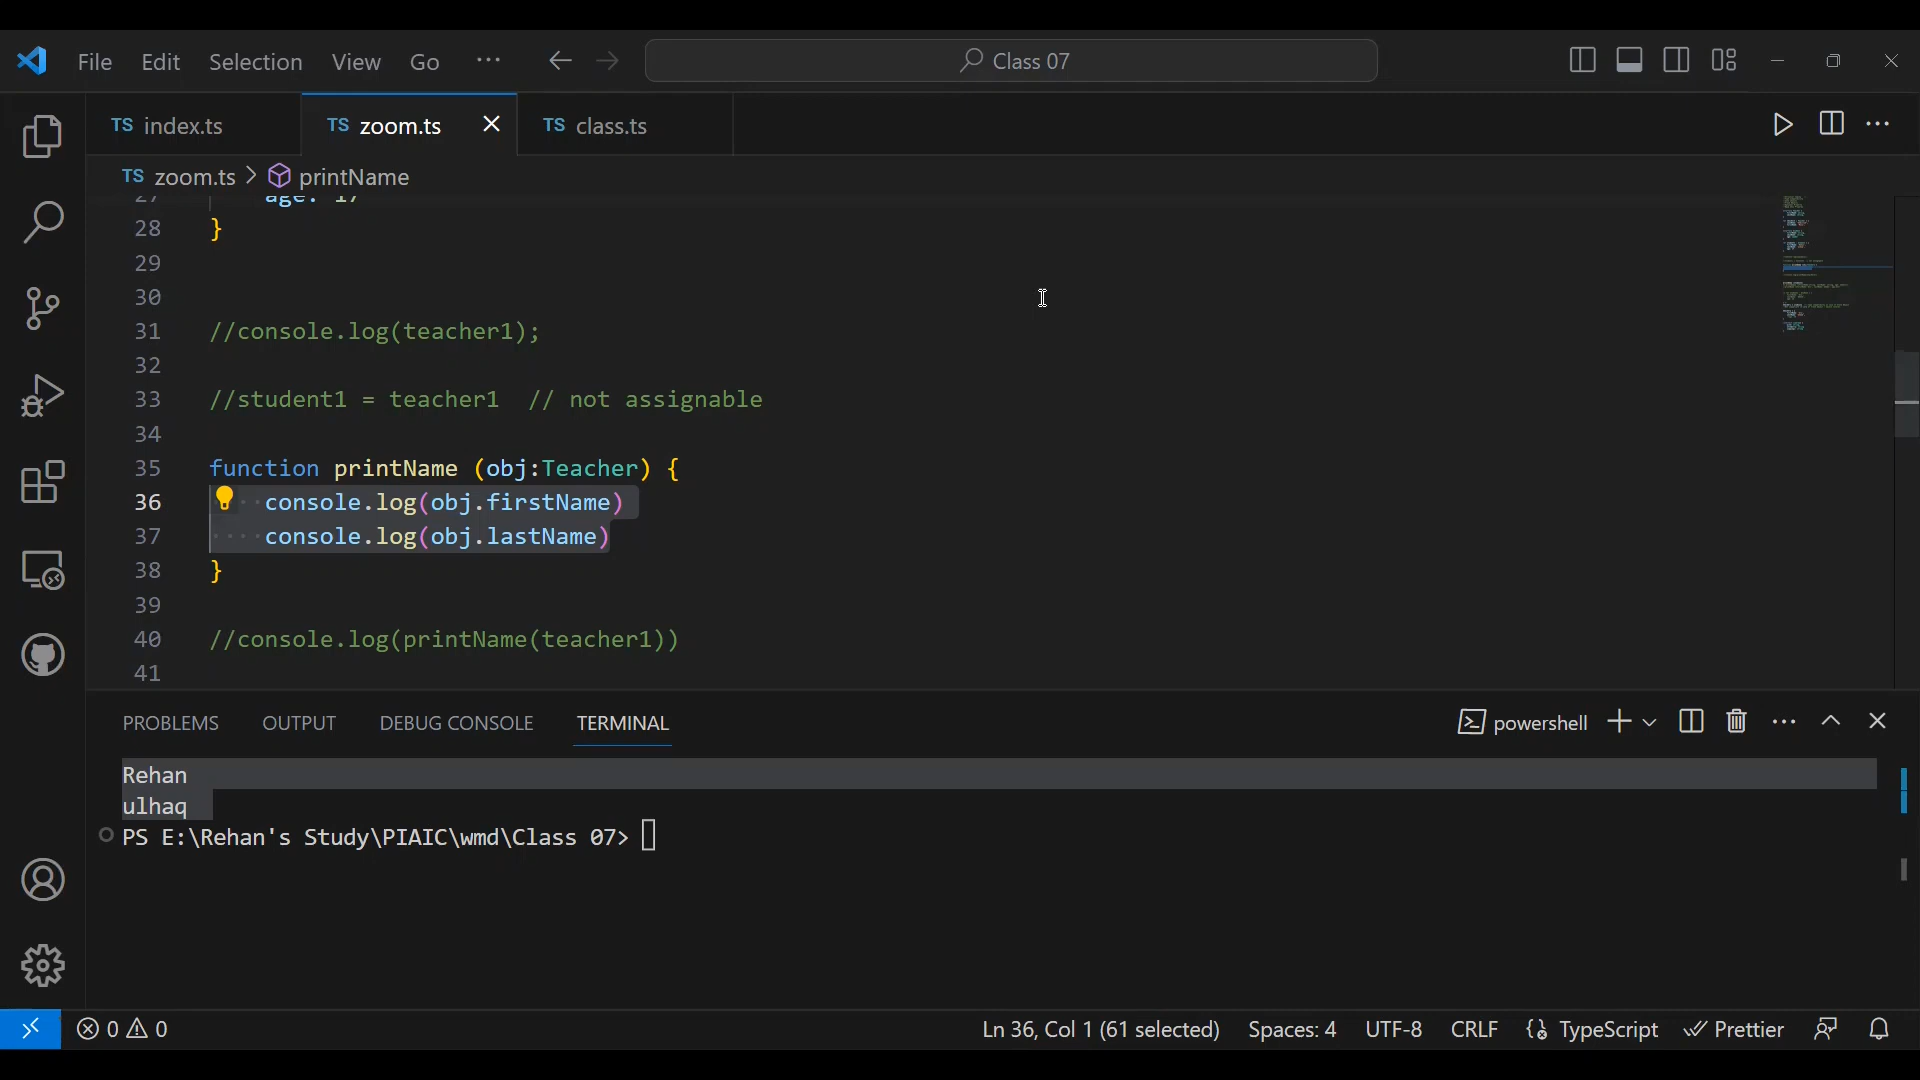 File Edit Selection View Go ··· Class 07
TS index.ts TS zoom.ts TS class.ts
TS zoom.ts > printName
27 age: 17
28 }
29
30
31 //console.log(teacher1);
32
33 //student1 = teacher1 // not assignable
34
35 function printName (obj:Teacher) {
36 console.log(obj.firstName)
37 console.log(obj.lastName)
38 }
39
40 //console.log(printName(teacher1))
41
PROBLEMS OUTPUT DEBUG CONSOLE TERMINAL powershell
Rehan
ulhaq
PS E:\Rehan's Study\PIAIC\wmd\Class 07>
0 0 Ln 36, Col 1 (61 selected) Spaces: 4 UTF-8 CRLF TypeScript Prettier